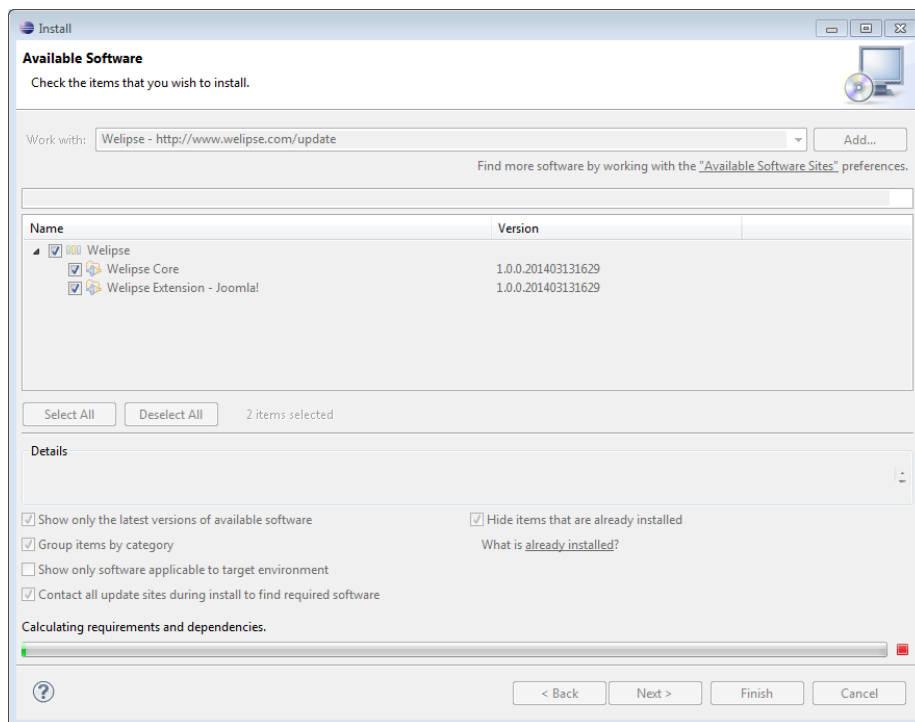 Install
Available Software
Check the items that you wish to install.
Work with: Welipse - http://www.welipse.com/update Add...
Find more software by working with the "Available Software Sites" preferences.
Name Version
Welipse
Welipse Core 1.0.0.201403131629
Welipse Extension - Joomla! 1.0.0.201403131629
Select All Deselect All 2 items selected
Details
Show only the latest versions of available software Hide items that are already installed
Group items by category What is already installed?
Show only software applicable to target environment
Contact all update sites during install to find required software
Calculating requirements and dependencies.
? < Back Next > Finish Cancel